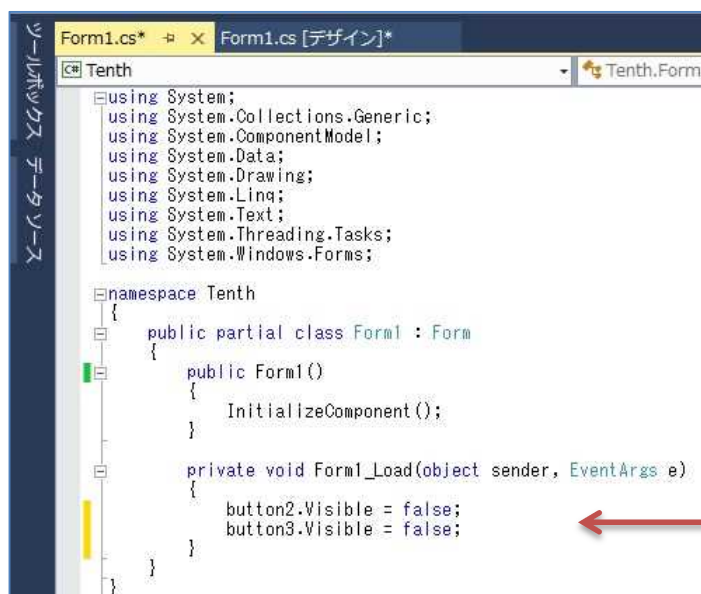 ツールボックス データ ソース
Form1.cs* Form1.cs [デザイン]*
C# Tenth Tenth.Form
using System;
using System.Collections.Generic;
using System.ComponentModel;
using System.Data;
using System.Drawing;
using System.Linq;
using System.Text;
using System.Threading.Tasks;
using System.Windows.Forms;
namespace Tenth
{
public partial class Form1 : Form
{
public Form1()
{
InitializeComponent();
}
private void Form1_Load(object sender, EventArgs e)
{
button2.Visible = false;
button3.Visible = false;
}
}
}